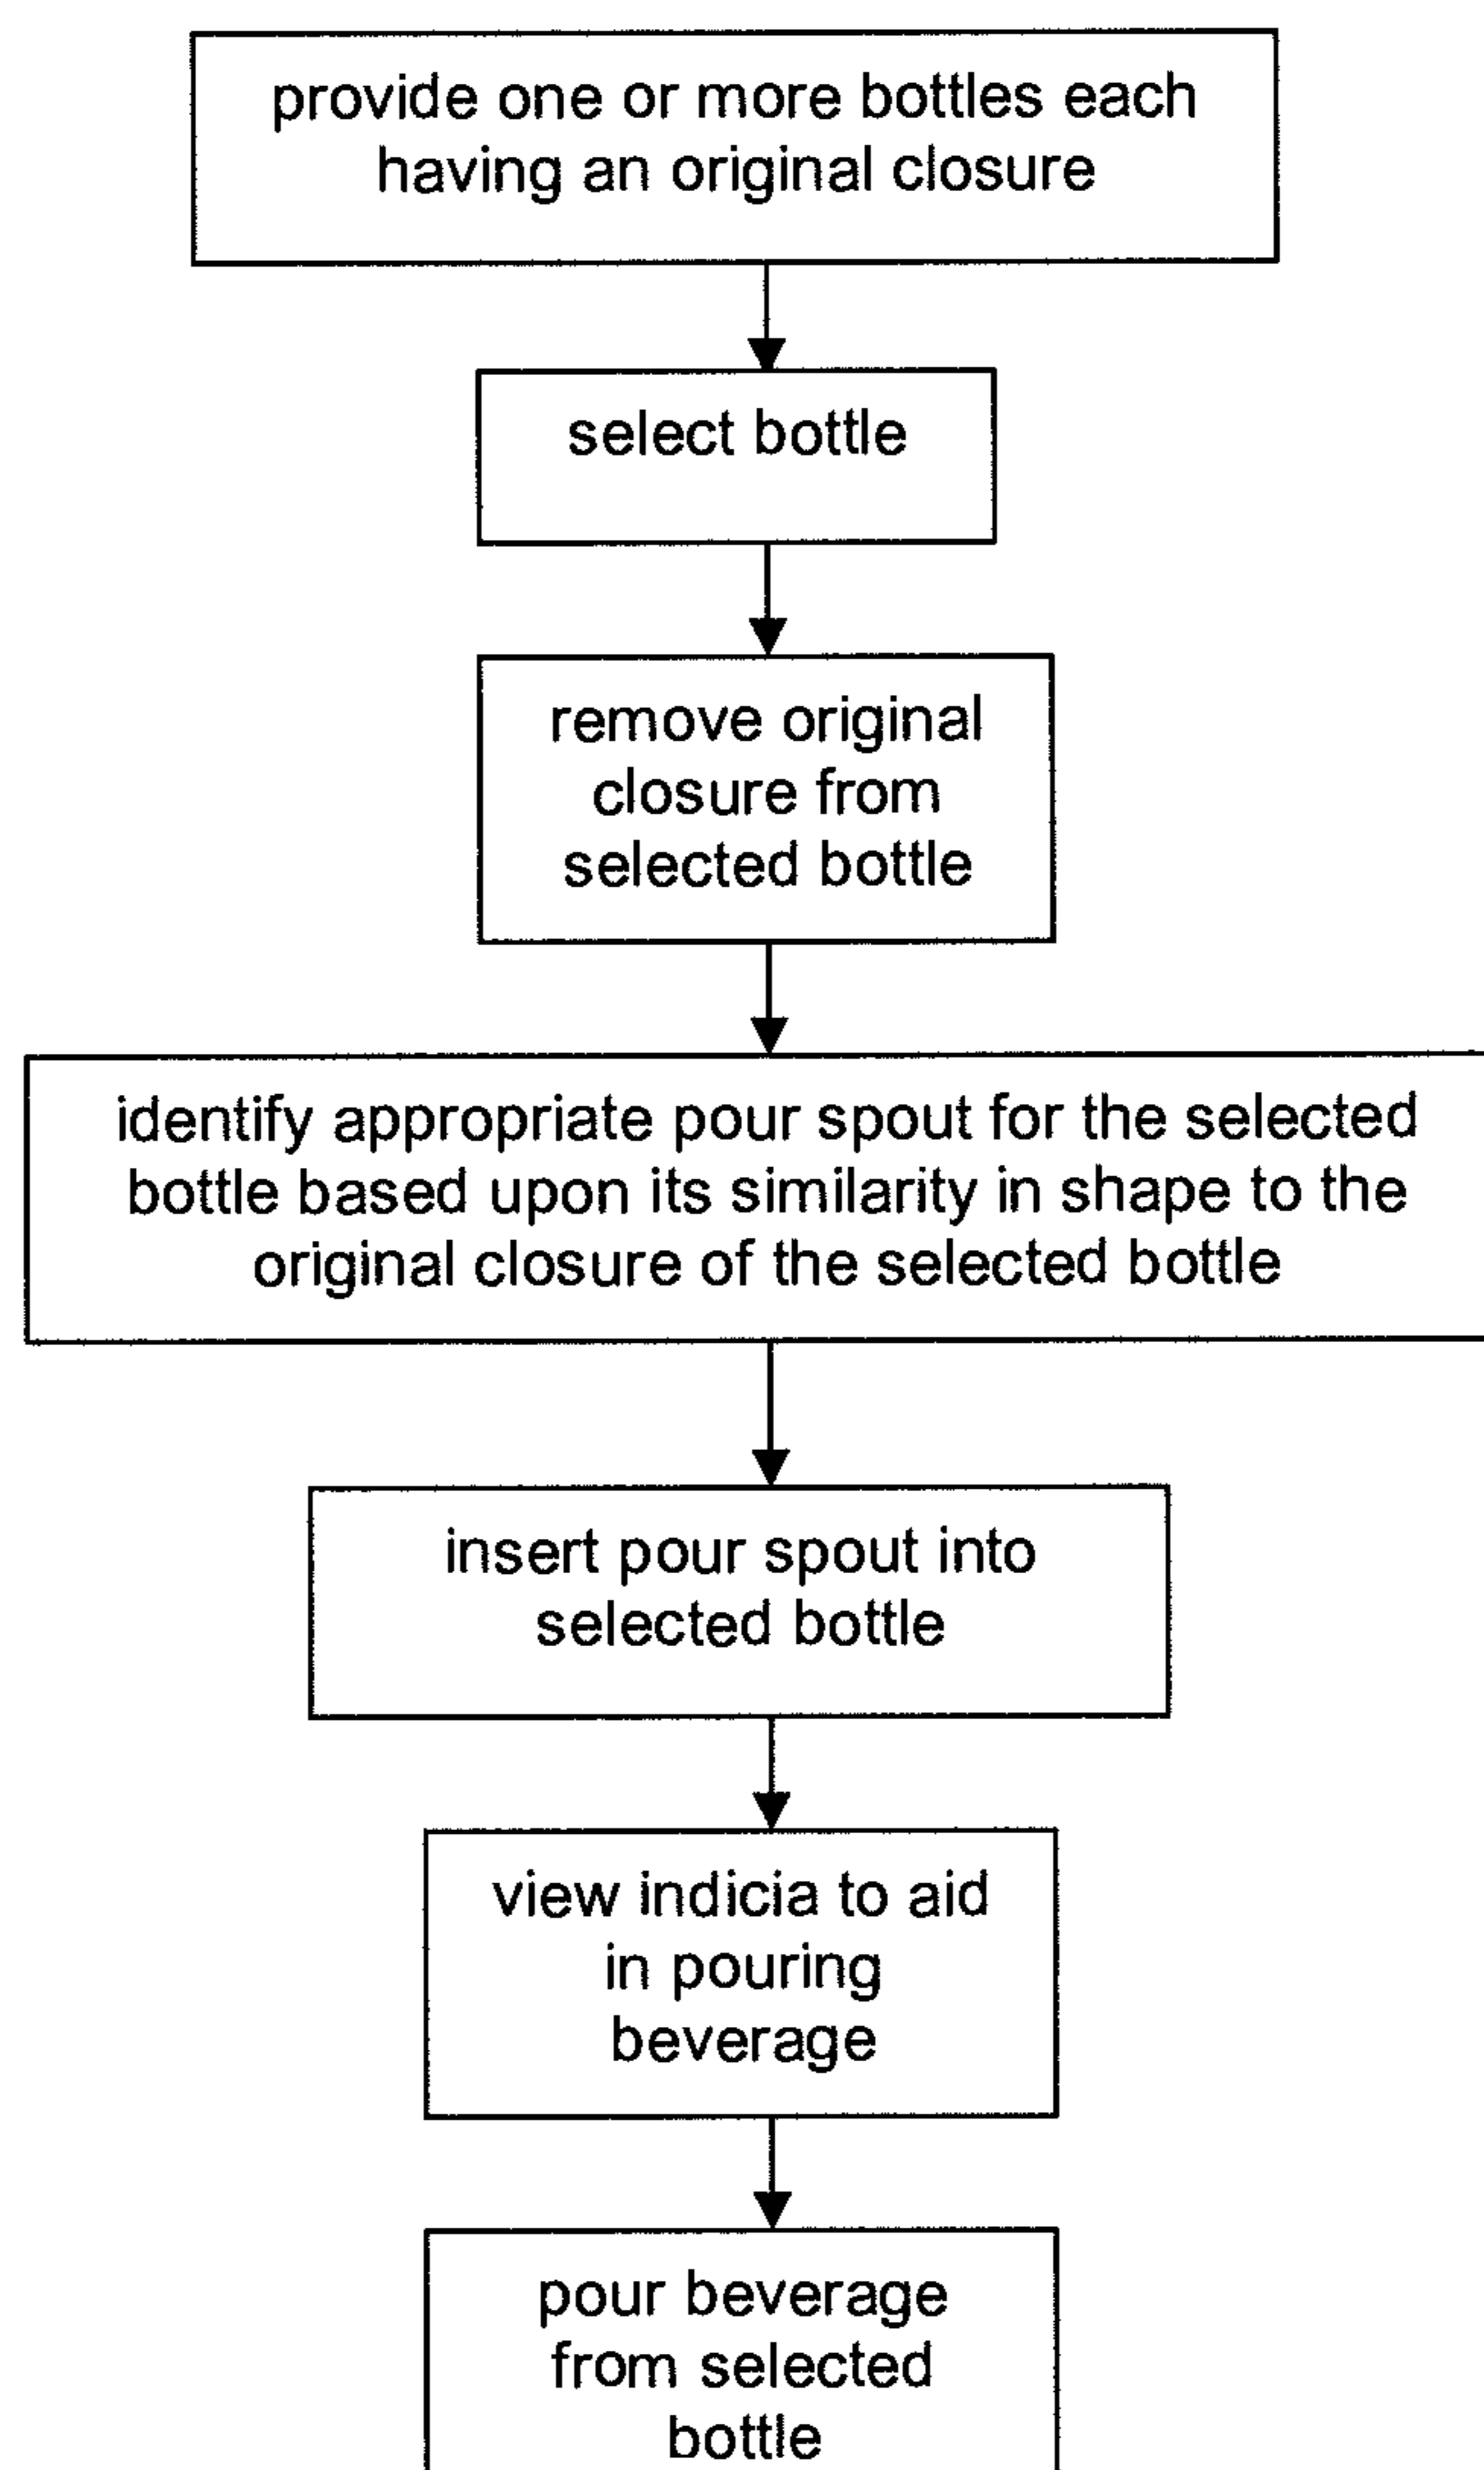 provide one or more bottles each
having an original closure
select bottle
remove original
closure from
selected bottle
identify appropriate pour spout for the selected
bottle based upon its similarity in shape to the
original closure of the selected bottle
insert pour spout into
selected bottle
view indicia to aid
in pouring
beverage
pour beverage
from selected
bottle